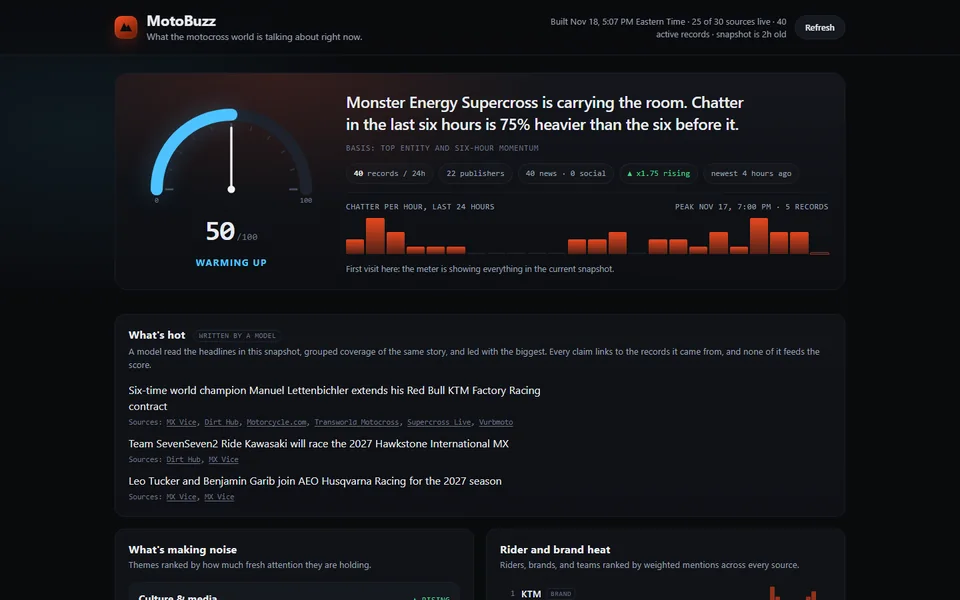 MotoBuzz
What the motocross world is talking about right now.
Built Nov 18, 5:07 PM Eastern Time · 25 of 30 sources live · 40
active records · snapshot is 2h old
Refresh
Monster Energy Supercross is carrying the room. Chatter
in the last six hours is 75% heavier than the six before it.
BASIS: TOP ENTITY AND SIX-HOUR MOMENTUM
40 records / 24h
22 publishers
40 news · 0 social
▲ x1.75 rising
newest 4 hours ago
0
100
50/100
WARMING UP
CHATTER PER HOUR, LAST 24 HOURS
PEAK NOV 17, 7:00 PM · 5 RECORDS
First visit here: the meter is showing everything in the current snapshot.
What's hot
WRITTEN BY A MODEL
A model read the headlines in this snapshot, grouped coverage of the same story, and led with the biggest. Every claim links to the records it came from, and none of it feeds the
score.
Six-time world champion Manuel Lettenbichler extends his Red Bull KTM Factory Racing
contract
Sources: MX Vice, Dirt Hub, Motorcycle.com, Transworld Motocross, Supercross Live, Vurbmoto
Team SevenSeven2 Ride Kawasaki will race the 2027 Hawkstone International MX
Sources: Dirt Hub, MX Vice
Leo Tucker and Benjamin Garib join AEO Husqvarna Racing for the 2027 season
Sources: MX Vice, MX Vice
What's making noise
Themes ranked by how much fresh attention they are holding.
Culture & media
▲ RISING
Rider and brand heat
Riders, brands, and teams ranked by weighted mentions across every source.
1 KTM BRAND